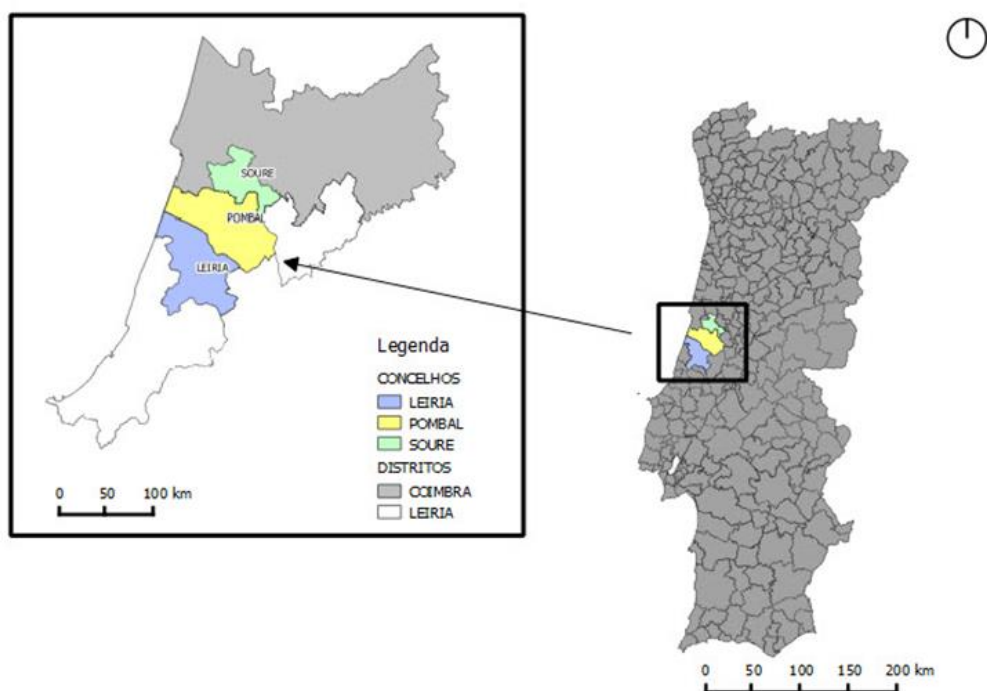 SOURE
POMBAL
LEIRIA
Legenda
CONCELHOS
LEIRIA
POMBAL
SOURE
DISTRITOS
COIMBRA
LEIRIA
0 50 100 km
0 50 100 150 200 km